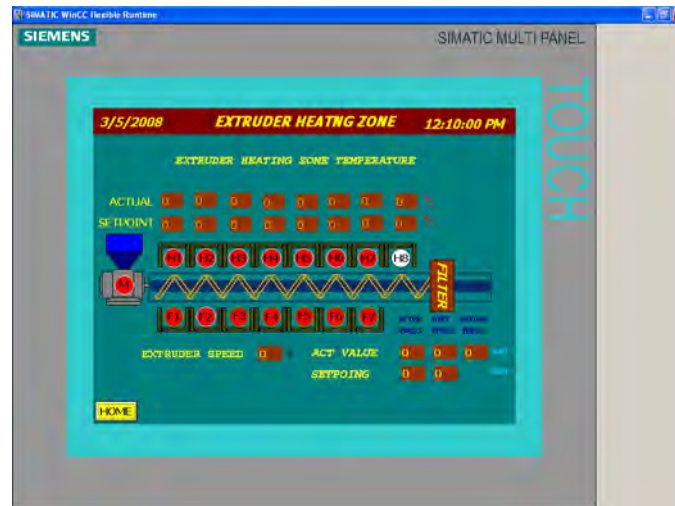 SIMATIC WinCC flexible Runtime
SIEMENS
SIMATIC MULTI PANEL
TOUCH
3/5/2008 EXTRUDER HEATNG ZONE 12:10:00 PM
EXTRUDER HEATING ZONE TEMPERATURE
ACTUAL 0 0 0 0 0 0 0 0
SETPOINT 0 0 0 0 0 0 0 0
H1 H2 H3 H4 H5 H6 H7 H8
M
FILTER
F1 F2 F3 F4 F5 F6 F7
EXTRUDER SPEED 0 ACT VALUE 0 0 0
SETPOING 0 0
HOME